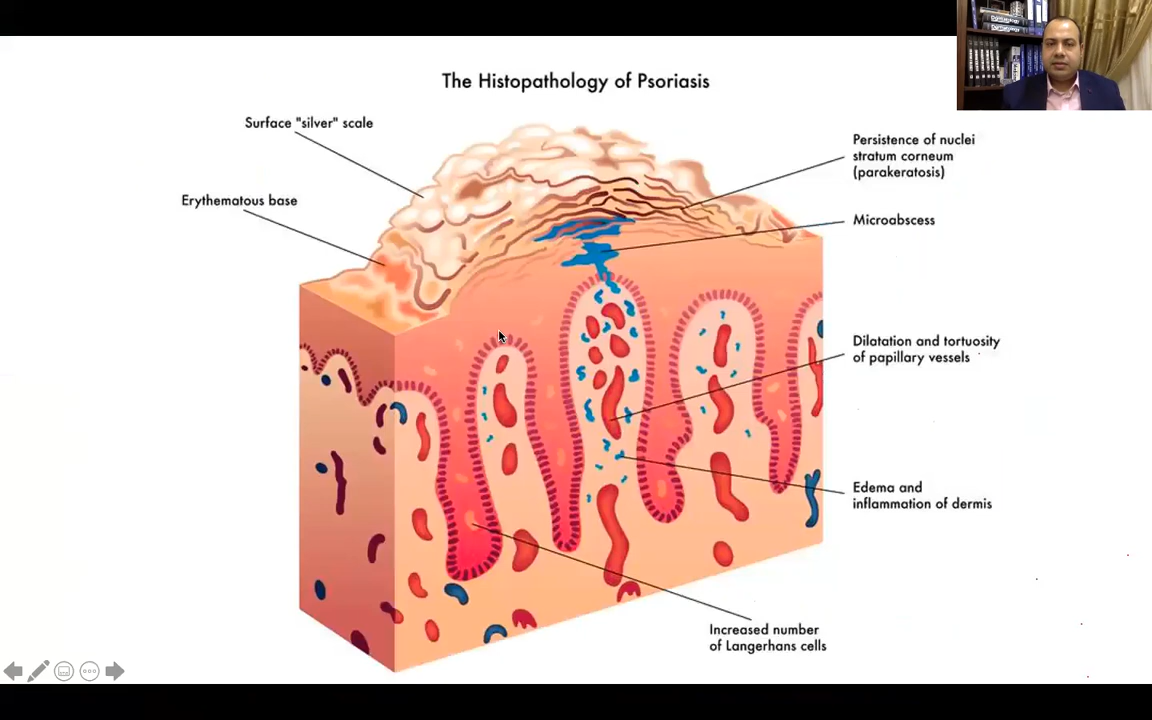 The Histopathology of Psoriasis
Surface "silver" scale
Erythematous base
Persistence of nuclei
stratum corneum
(parakeratosis)
Microabscess
Dilatation and tortuosity
of papillary vessels
Edema and
inflammation of dermis
Increased number
of Langerhans cells